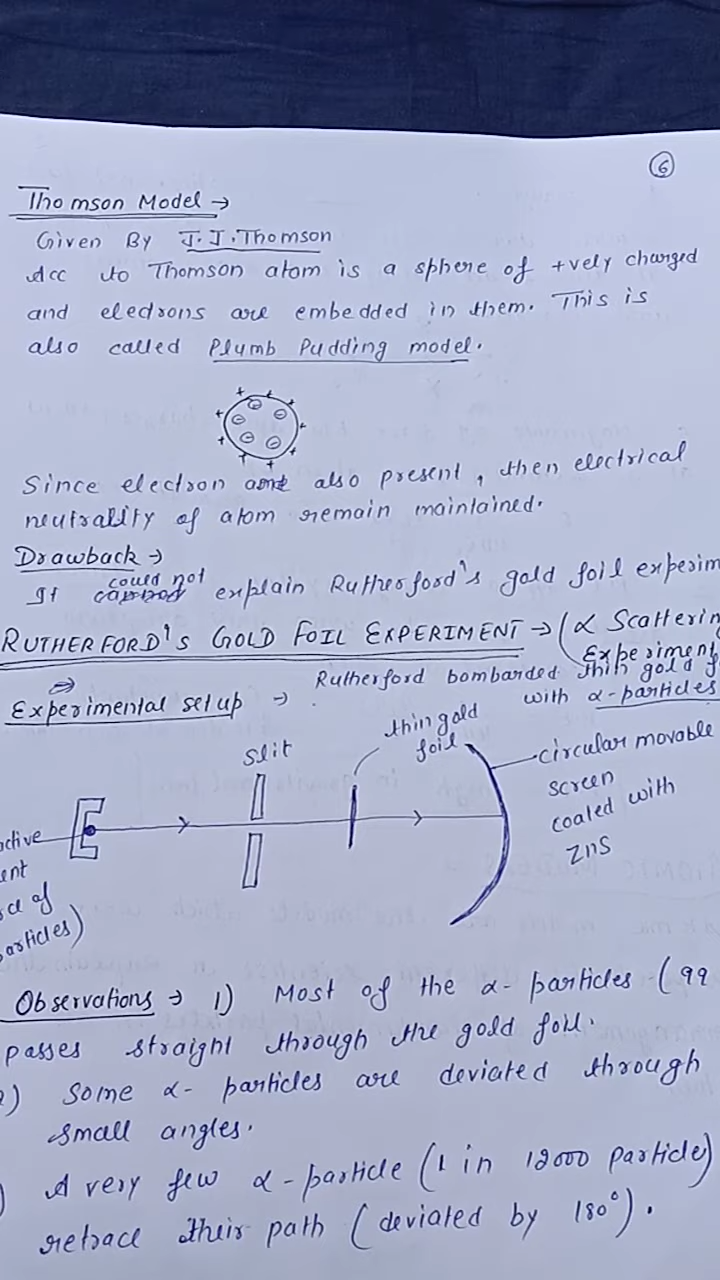 6
Thomson Model →
Given By J.J.Thomson
Acc to Thomson atom is a sphere of +vely charged
and electrons are embedded in them. This is
also called Plumb Pudding model.
Since electron also present, then electrical
neutrality of atom remain maintained.
Drawback →
could not
It explain Rutherford's gold foil experim
RUTHERFORD'S GOLD FOIL EXPERIMENT → (α Scatterin
Experiment
Experimental setup → Rutherford bombarded thin gold f
with α-particles
slit
thin gold
foil
circular movable
screen
coated with
ZnS
active
ent
ce of
particles)
Observations → 1) Most of the α- particles (99
passes straight through the gold foil.
2) Some α- particles are deviated through
small angles.
) A very few α-particle (1 in 12000 particle)
retrace their path (deviated by 180°).